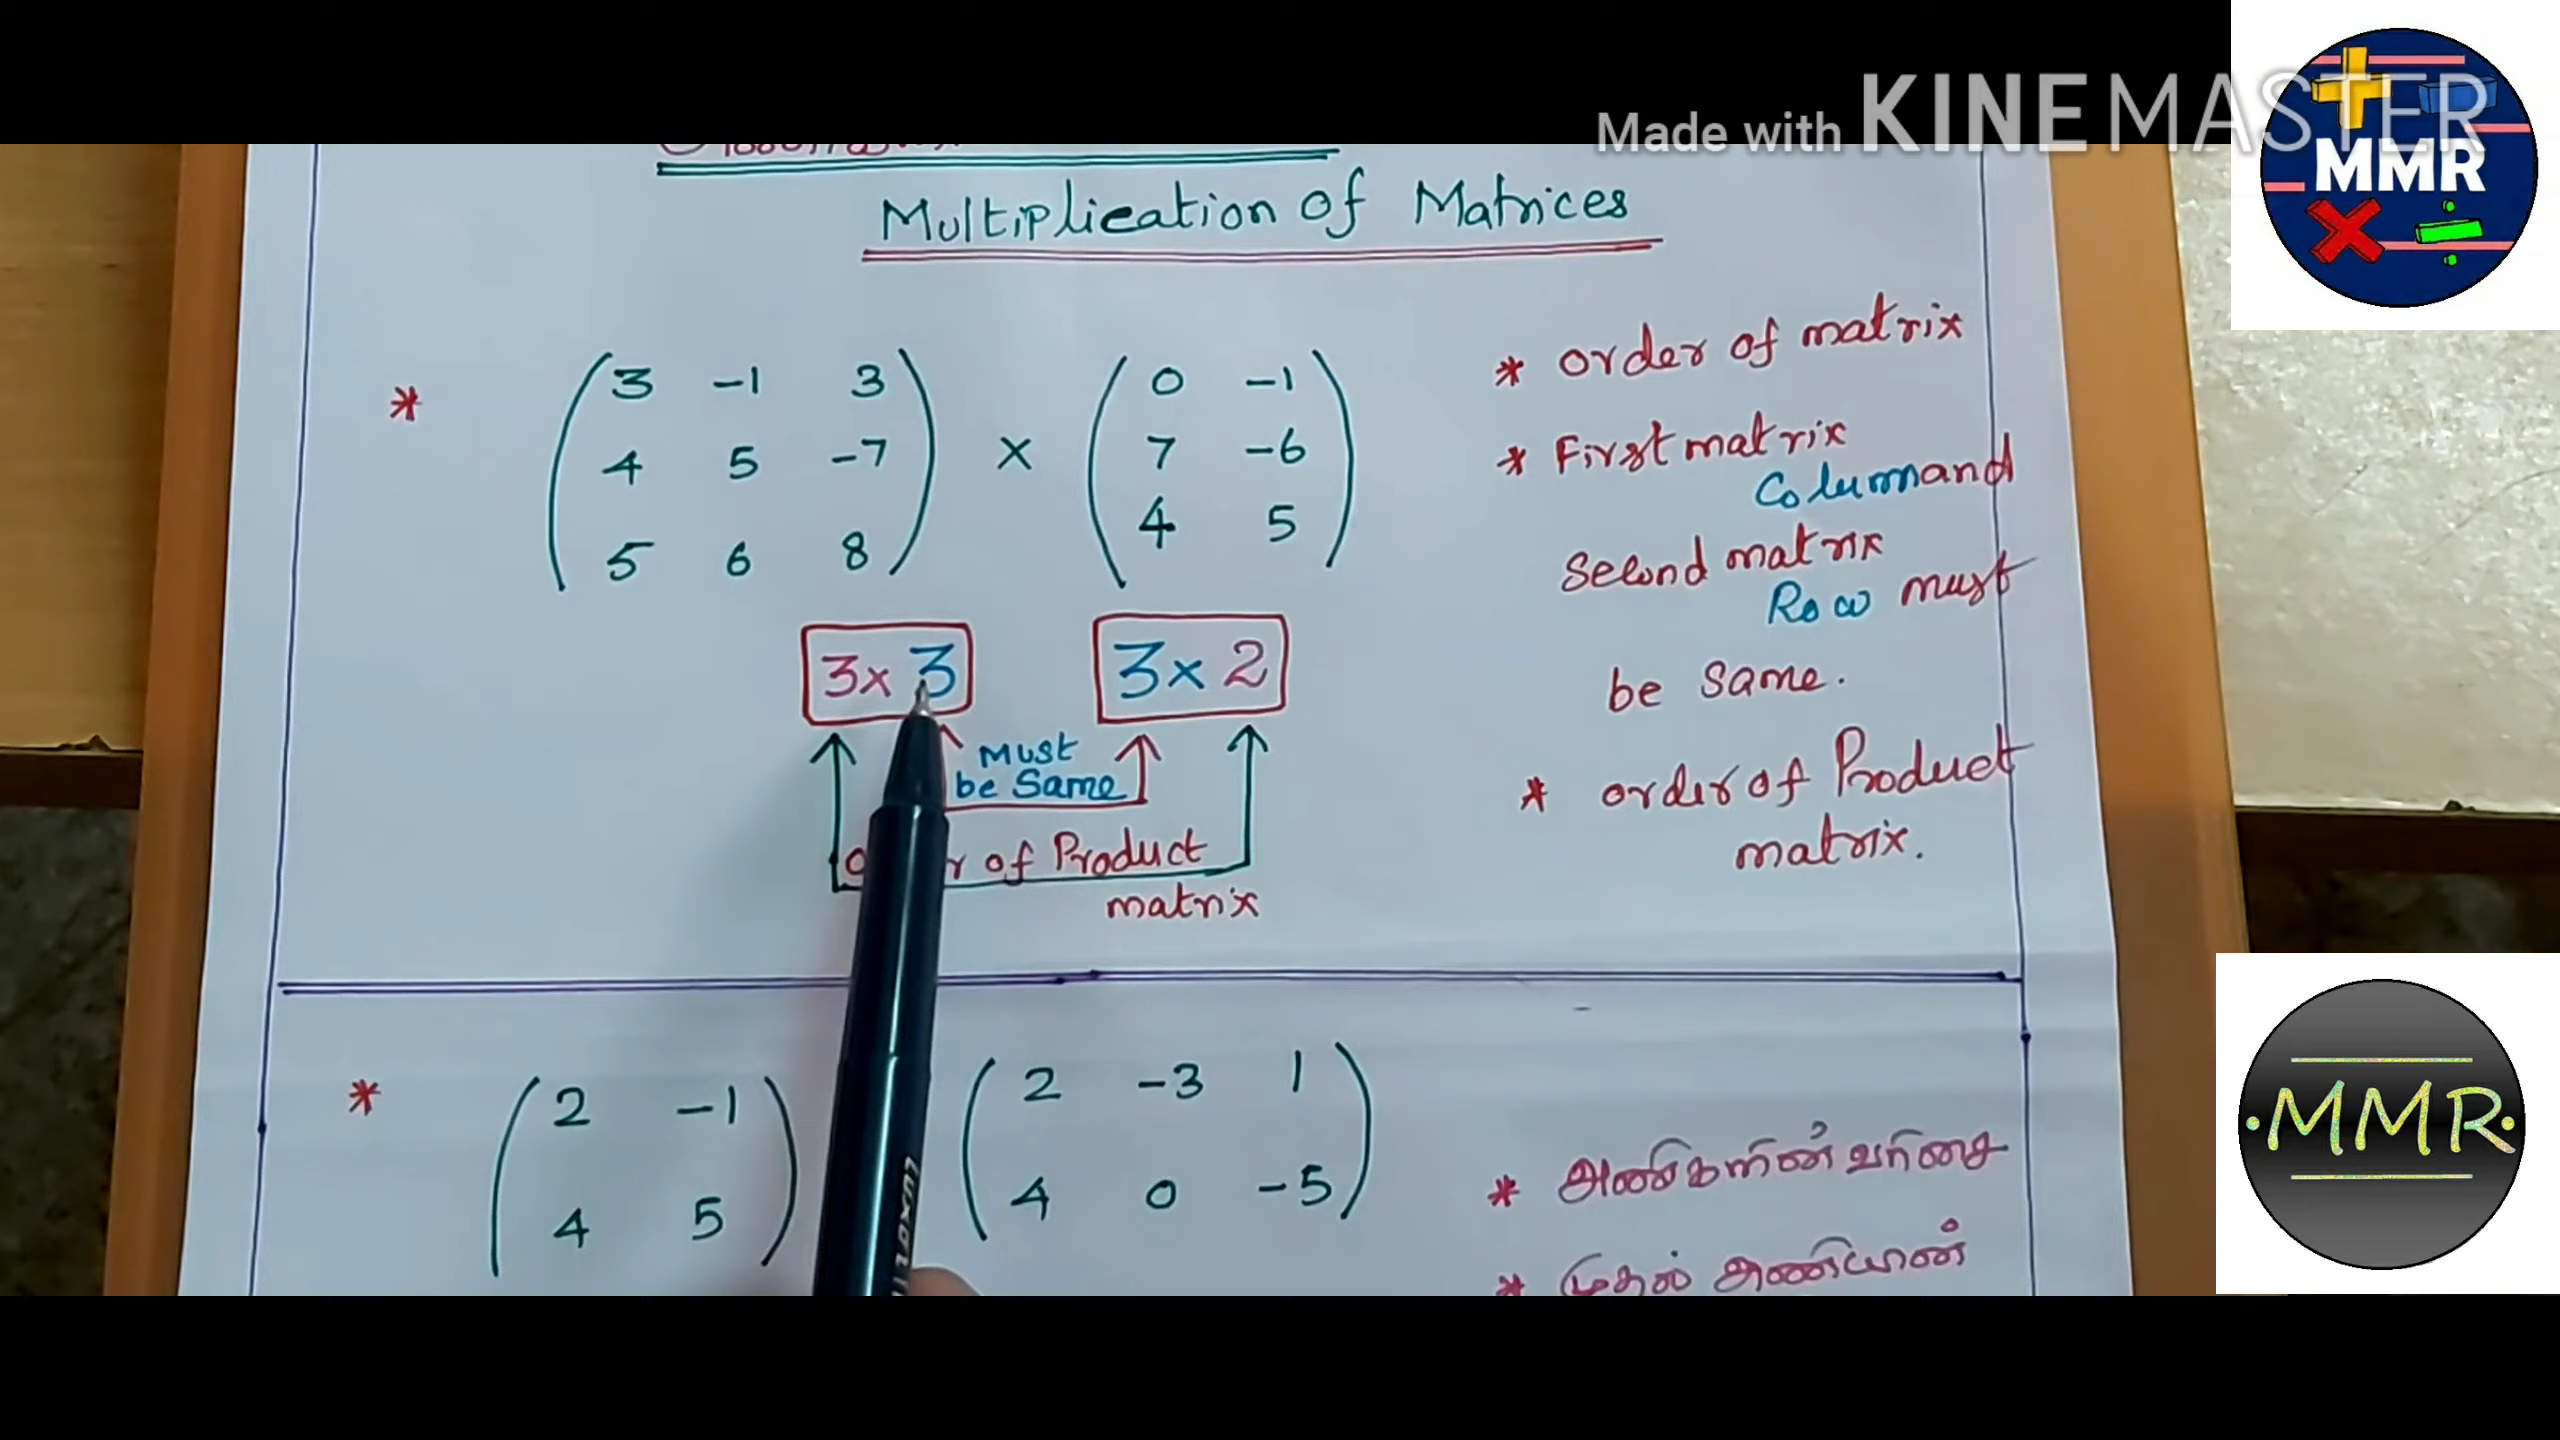 Made with KINEMASTER
MMR
Multiplication of Matrices
* (3 -1 3
4 5 -7
5 6 8) × (0 -1
7 -6
4 5)
* order of matrix
* First matrix
Column and
Second matrix
Row must
be same.
3x3 3x2
Must
be Same
of Product
matrix
* order of Product
matrix.
* (2 -1
4 5) (2 -3 1
4 0 -5)
* அணிகளின் வரிசை
* முதல் அணியின்
LUXOR
MMR